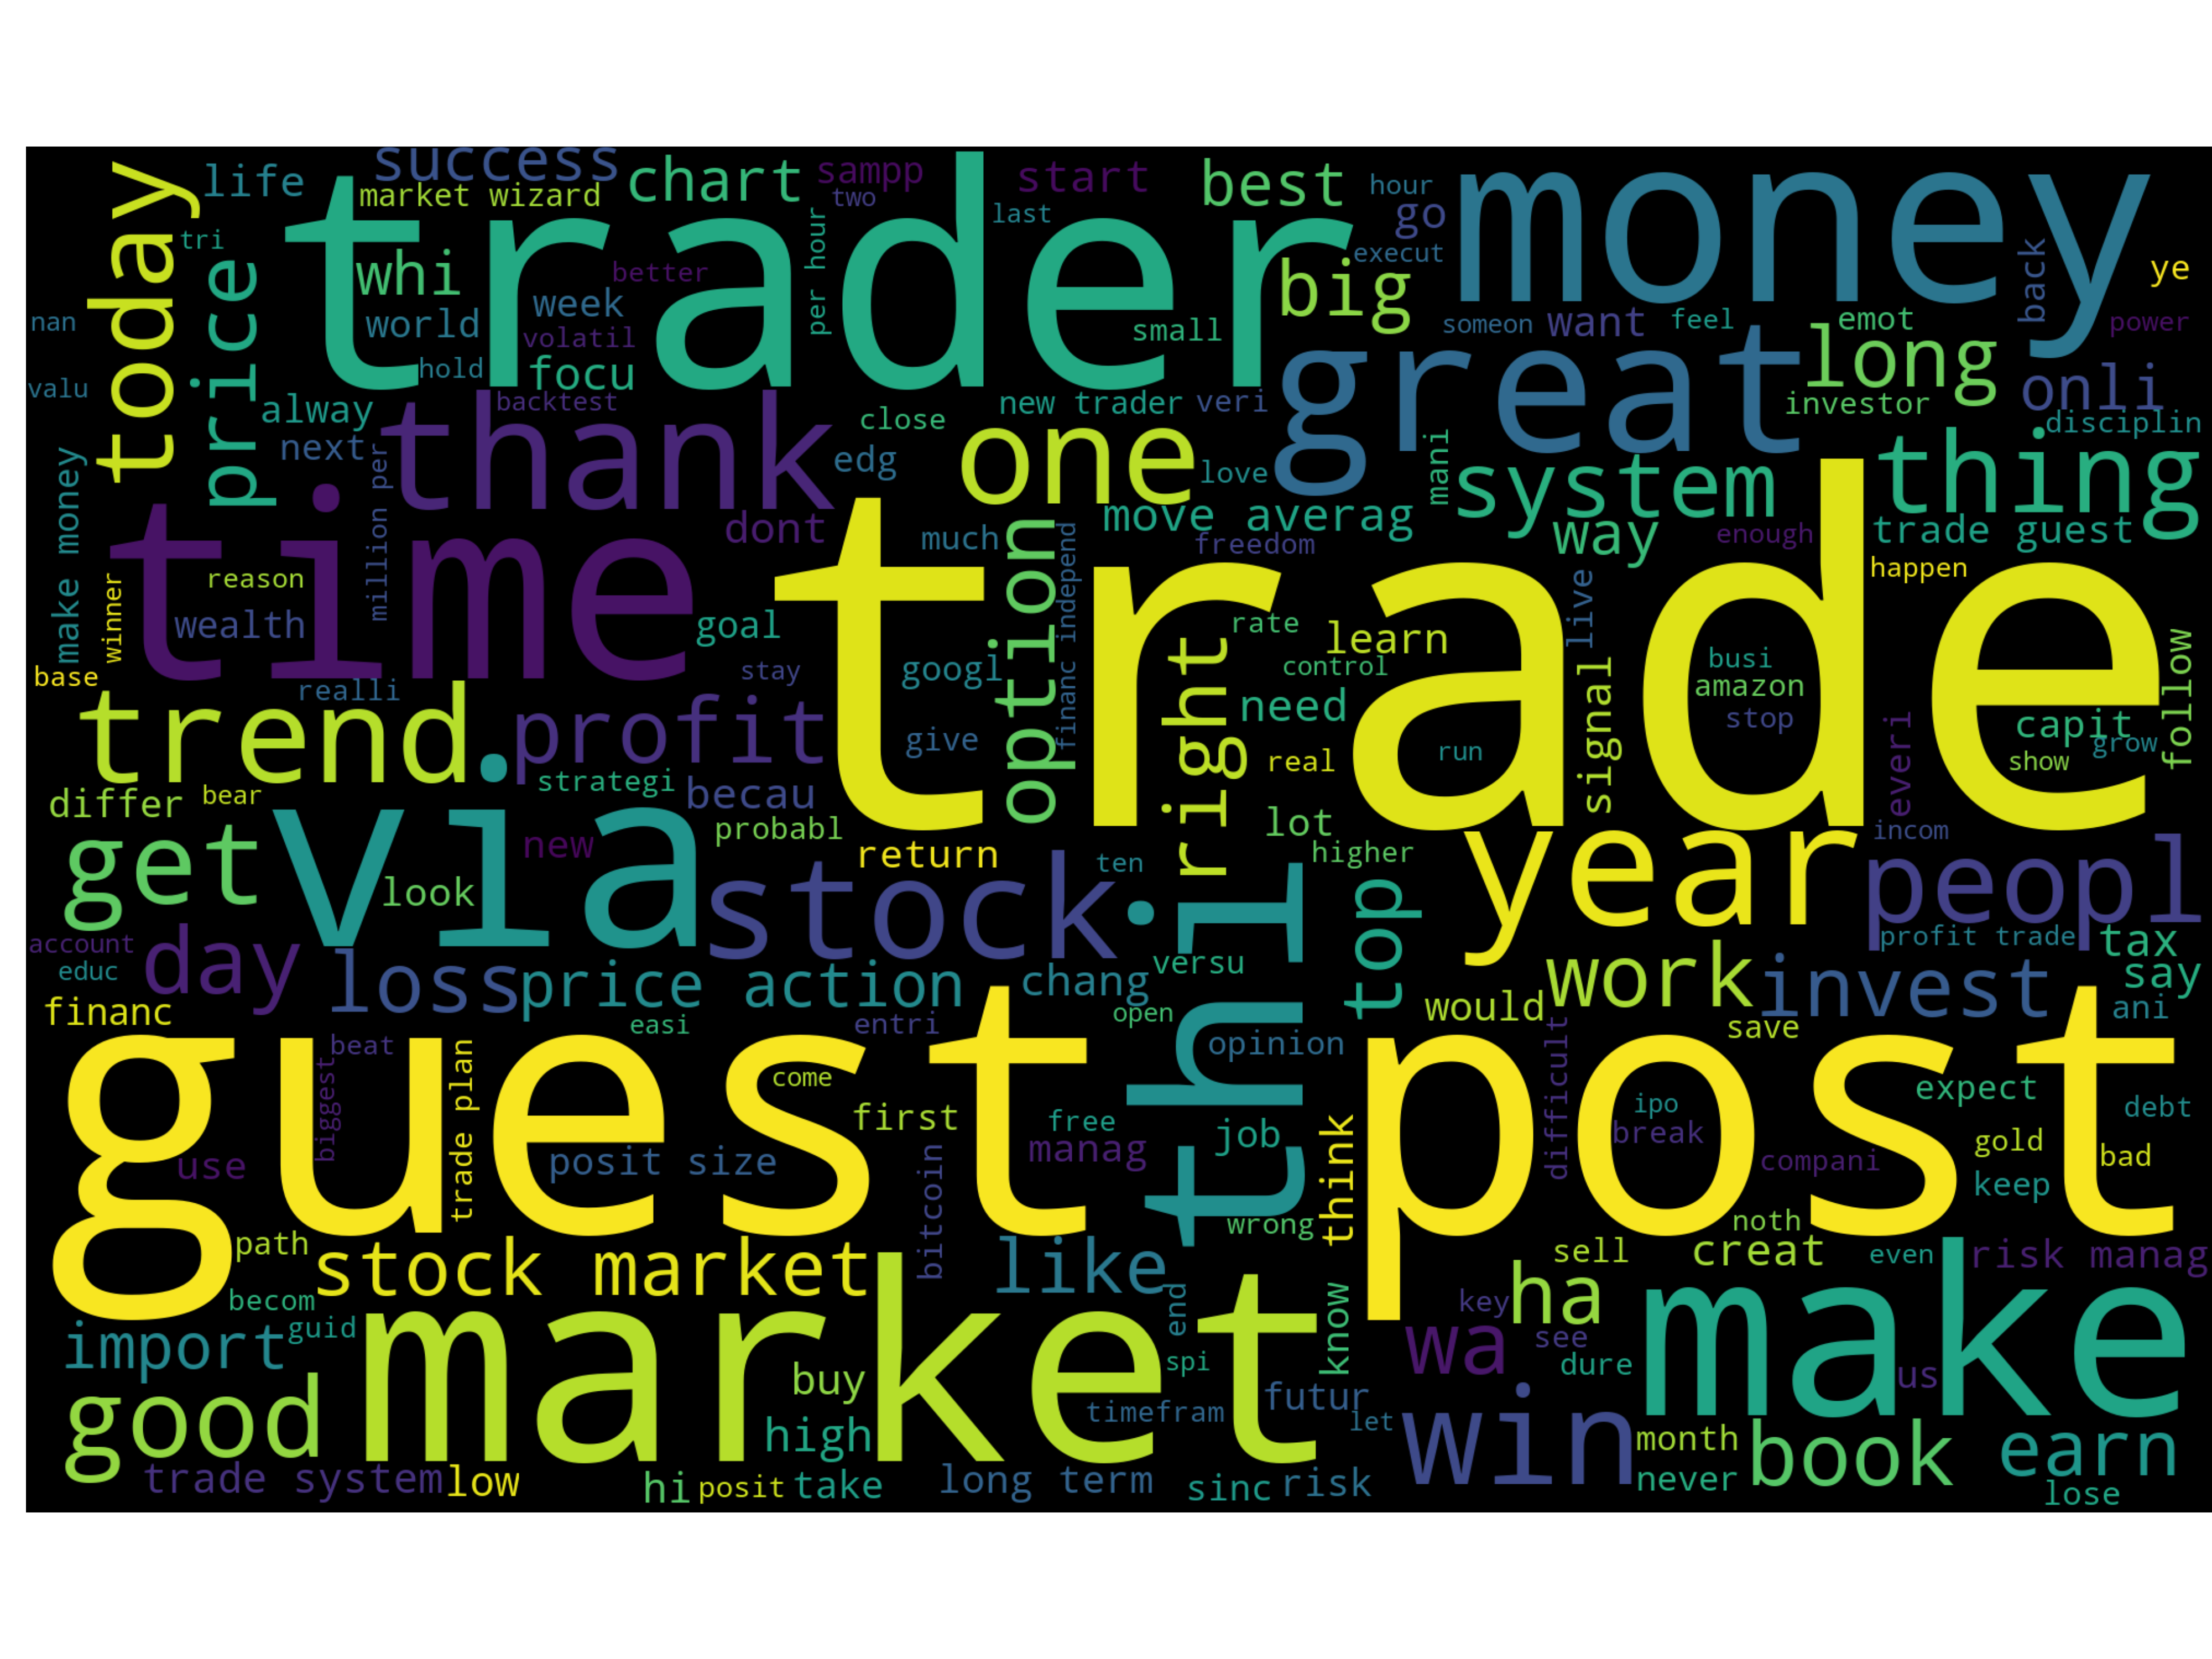 success
life
market wizard
chart
sampp
two
start
last
best
hour
go
money
today
tri
price
trader
whi
better
week
world
volatil
hold
focu
per hour
small
big
execut
back
ye
nan
valu
someon
want
feel
emot
power
great
long
onli
investor
disciplin
alway
next
backtest
thank
close
edg
new trader
veri
one
love
mani
system
thing
make money
winner
million per
time
reason
wealth
dont
much
move averag
freedom
way
enough
trade guest
happen
trade
option
financ independ
goal
stay
googl
give
right
rate
learn
control
need
real
live
signal
run
busi
amazon
stop
everi
capit
grow
show
follow
base
realli
trend
profit
strategi
becau
differ
bear
probabl
get
via
look
new
return
stock
ten
lot
higher
top
year
incom
peopl
profit trade
tax
say
ani
account
educ
day
loss
price action
chang
versu
open
thi
would
work
invest
save
financ
easi
entri
opinion
guest
beat
biggest
trade plan
come
first
free
manag
job
think
difficult
post
ipo
break
compani
expect
debt
gold
bad
keep
use
posit size
bitcoin
wrong
noth
path
stock market
like
sell
creat
even
risk manag
becom
guid
import
market
end
know
key
ha
wa
see
dure
make
us
spi
buy
good
high
timefram
futur
let
win
month
never
book
earn
lose
trade system
low
hi
posit
take
long term
sinc
risk